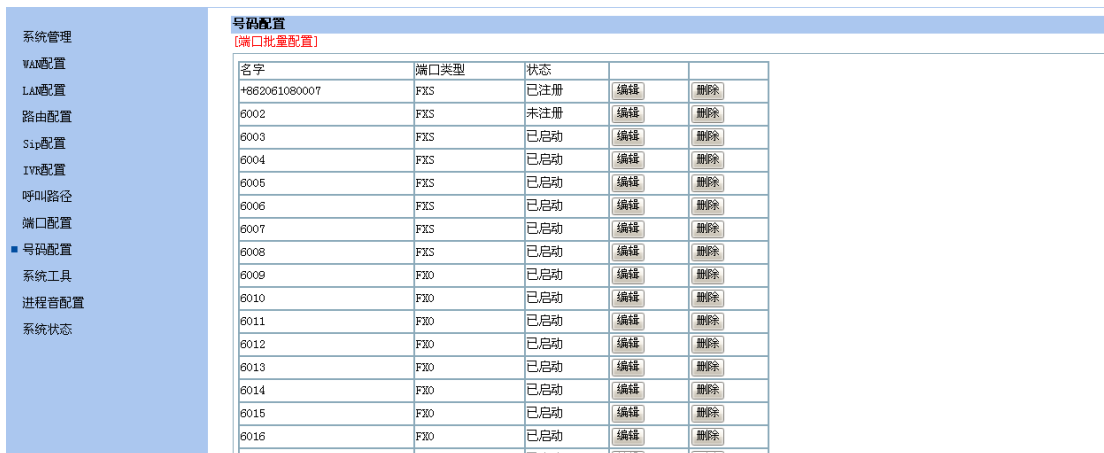 系统管理
WAN配置
LAN配置
路由配置
Sip配置
IVR配置
呼叫路径
端口配置
号码配置
系统工具
进程音配置
系统状态
号码配置
[端口批量配置]
名字 端口类型 状态
+862061080007 FXS 已注册 编辑 删除
6002 FXS 未注册 编辑 删除
6003 FXS 已启动 编辑 删除
6004 FXS 已启动 编辑 删除
6005 FXS 已启动 编辑 删除
6006 FXS 已启动 编辑 删除
6007 FXS 已启动 编辑 删除
6008 FXS 已启动 编辑 删除
6009 FXO 已启动 编辑 删除
6010 FXO 已启动 编辑 删除
6011 FXO 已启动 编辑 删除
6012 FXO 已启动 编辑 删除
6013 FXO 已启动 编辑 删除
6014 FXO 已启动 编辑 删除
6015 FXO 已启动 编辑 删除
6016 FXO 已启动 编辑 删除